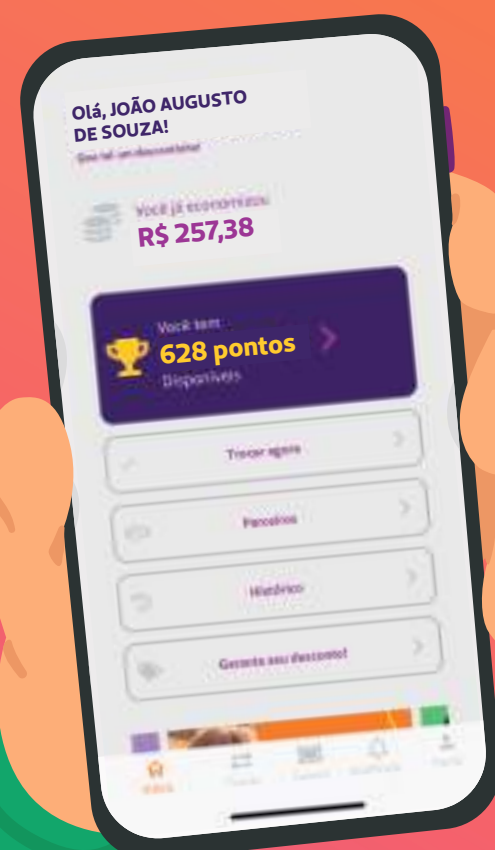 Olá, JOÃO AUGUSTO
DE SOUZA!
Você já economizou
R$ 257,38
Você tem
628 pontos
Disponíveis
Trocar agora
Parceiros
Histórico
Garanta seu desconto!